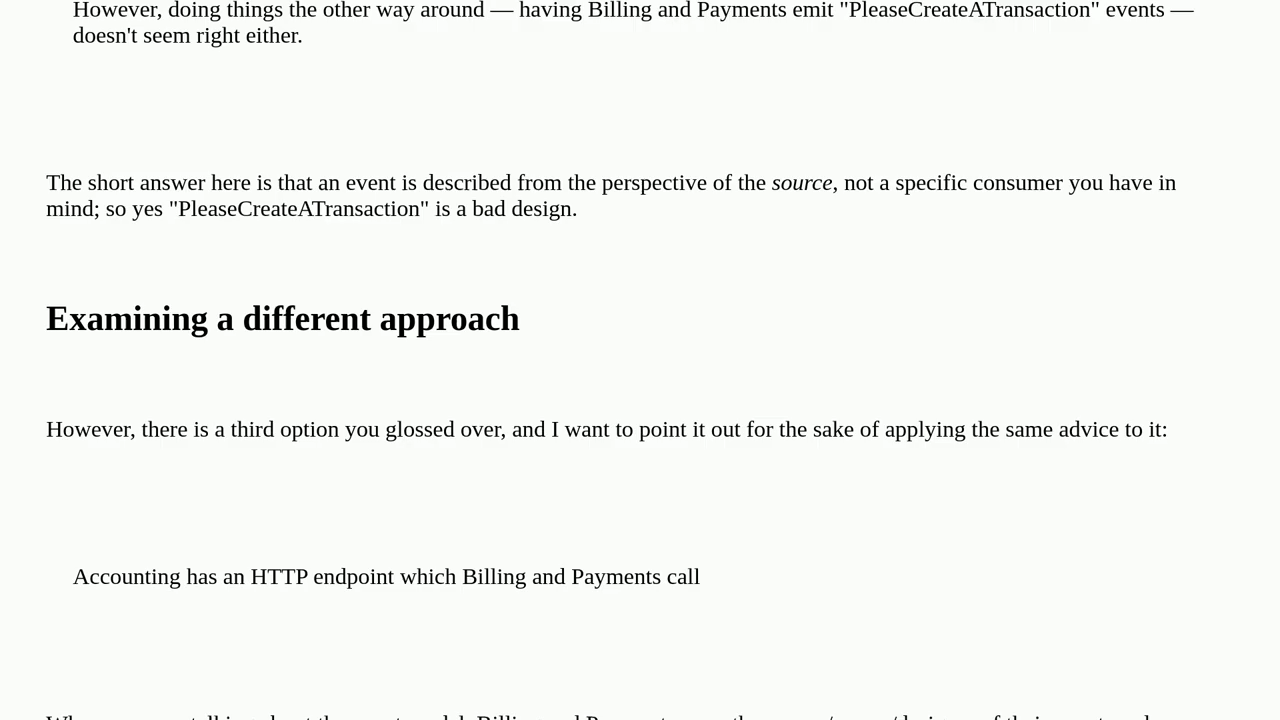 However, doing things the other way around — having Billing and Payments emit "PleaseCreateATransaction" events —
doesn't seem right either.
The short answer here is that an event is described from the perspective of the source, not a specific consumer you have in
mind; so yes "PleaseCreateATransaction" is a bad design.
Examining a different approach
However, there is a third option you glossed over, and I want to point it out for the sake of applying the same advice to it:
Accounting has an HTTP endpoint which Billing and Payments call